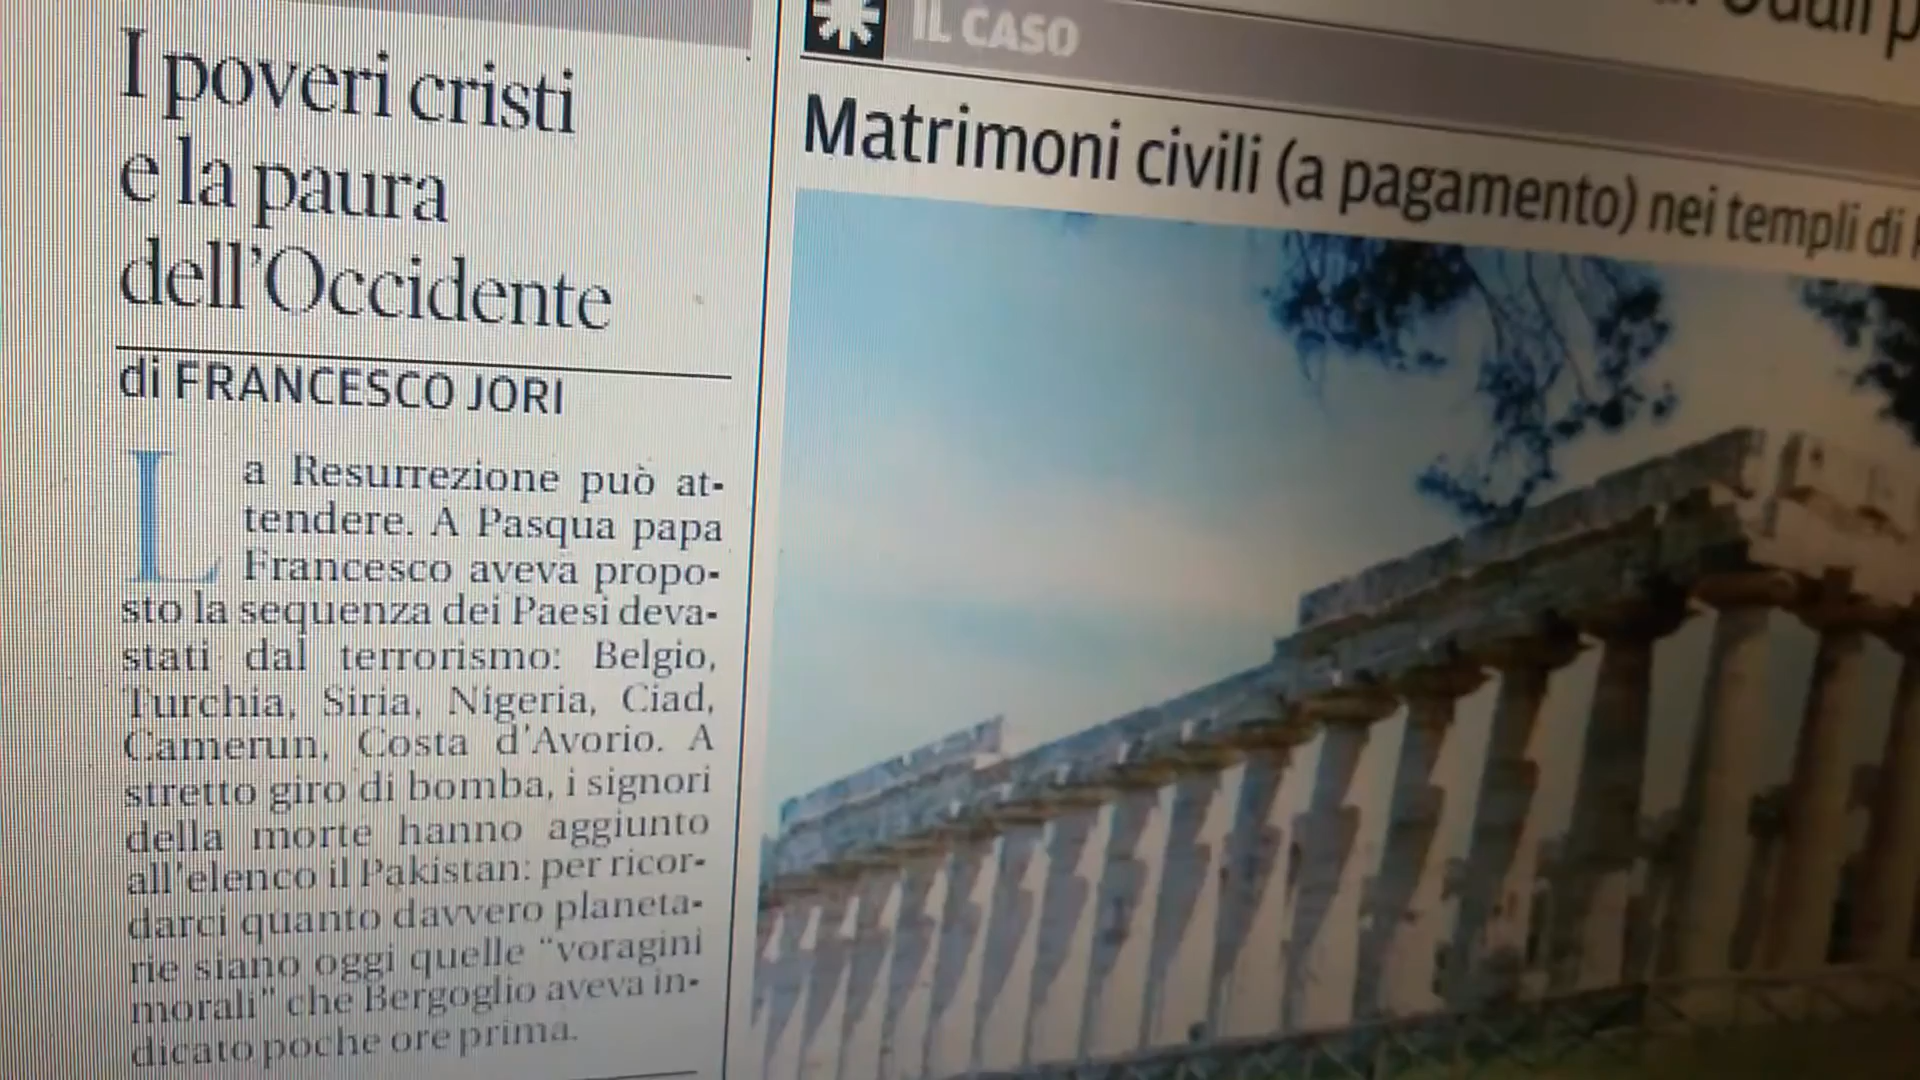 I poveri cristi
e la paura
dell'Occidente
di FRANCESCO JORI
La Resurrezione può at-
tendere. A Pasqua papa
Francesco aveva propo-
sto la sequenza dei Paesi deva-
stati dal terrorismo: Belgio,
Turchia, Siria, Nigeria, Ciad,
Camerun, Costa d'Avorio. A
stretto giro di bomba, i signori
della morte hanno aggiunto
all'elenco il Pakistan: per ricor-
darci quanto davvero planeta-
rie siano oggi quelle "voragini
morali" che Bergoglio aveva in-
dicato poche ore prima.
IL CASO
Matrimoni civili (a pagamento) nei templi di